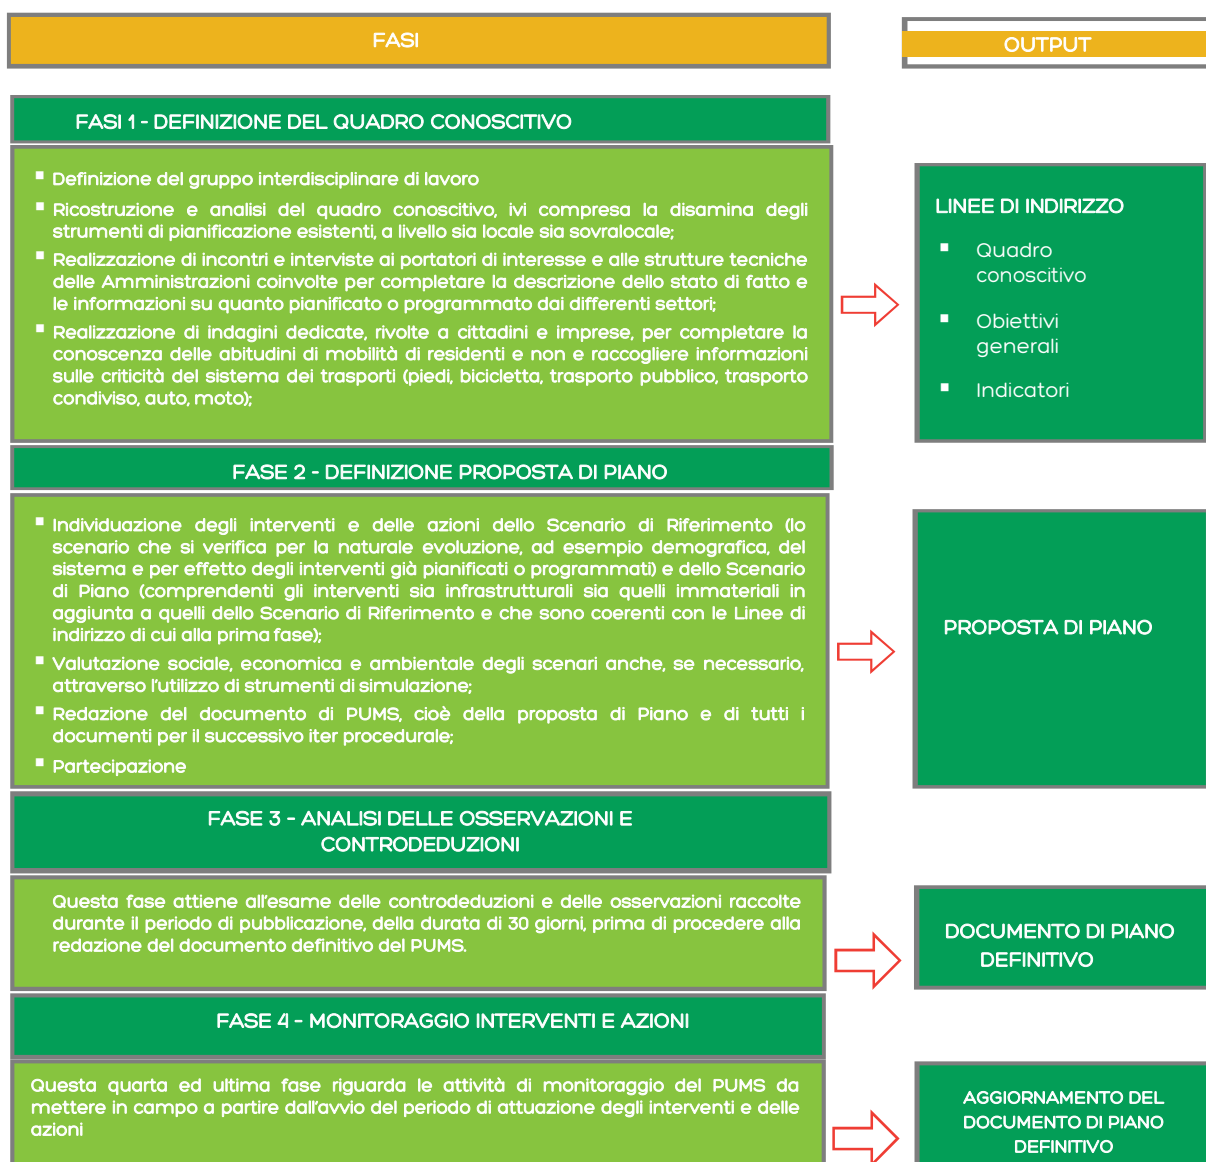 FASI
OUTPUT
FASI 1 - DEFINIZIONE DEL QUADRO CONOSCITIVO
▪ Definizione del gruppo interdisciplinare di lavoro
▪ Ricostruzione e analisi del quadro conoscitivo, ivi compresa la disamina degli
strumenti di pianificazione esistenti, a livello sia locale sia sovralocale;
▪ Realizzazione di incontri e interviste ai portatori di interesse e alle strutture tecniche
delle Amministrazioni coinvolte per completare la descrizione dello stato di fatto e
le informazioni su quanto pianificato o programmato dai differenti settori;
▪ Realizzazione di indagini dedicate, rivolte a cittadini e imprese, per completare la
conoscenza delle abitudini di mobilità di residenti e non e raccogliere informazioni
sulle criticità del sistema dei trasporti (piedi, bicicletta, trasporto pubblico, trasporto
condiviso, auto, moto);
LINEE DI INDIRIZZO
▪ Quadro
conoscitivo
▪ Obiettivi
generali
▪ Indicatori
FASE 2 - DEFINIZIONE PROPOSTA DI PIANO
▪ Individuazione degli interventi e delle azioni dello Scenario di Riferimento (lo
scenario che si verifica per la naturale evoluzione, ad esempio demografica, del
sistema e per effetto degli interventi già pianificati o programmati) e dello Scenario
di Piano (comprendenti gli interventi sia infrastrutturali sia quelli immateriali in
aggiunta a quelli dello Scenario di Riferimento e che sono coerenti con le Linee di
indirizzo di cui alla prima fase);
▪ Valutazione sociale, economica e ambientale degli scenari anche, se necessario,
attraverso l'utilizzo di strumenti di simulazione;
▪ Redazione del documento di PUMS, cioè della proposta di Piano e di tutti i
documenti per il successivo iter procedurale;
▪ Partecipazione
PROPOSTA DI PIANO
FASE 3 - ANALISI DELLE OSSERVAZIONI E
CONTRODEDUZIONI
Questa fase attiene all'esame delle controdeduzioni e delle osservazioni raccolte
durante il periodo di pubblicazione, della durata di 30 giorni, prima di procedere alla
redazione del documento definitivo del PUMS.
DOCUMENTO DI PIANO
DEFINITIVO
FASE 4 - MONITORAGGIO INTERVENTI E AZIONI
Questa quarta ed ultima fase riguarda le attività di monitoraggio del PUMS da
mettere in campo a partire dall'avvio del periodo di attuazione degli interventi e delle
azioni
AGGIORNAMENTO DEL
DOCUMENTO DI PIANO
DEFINITIVO